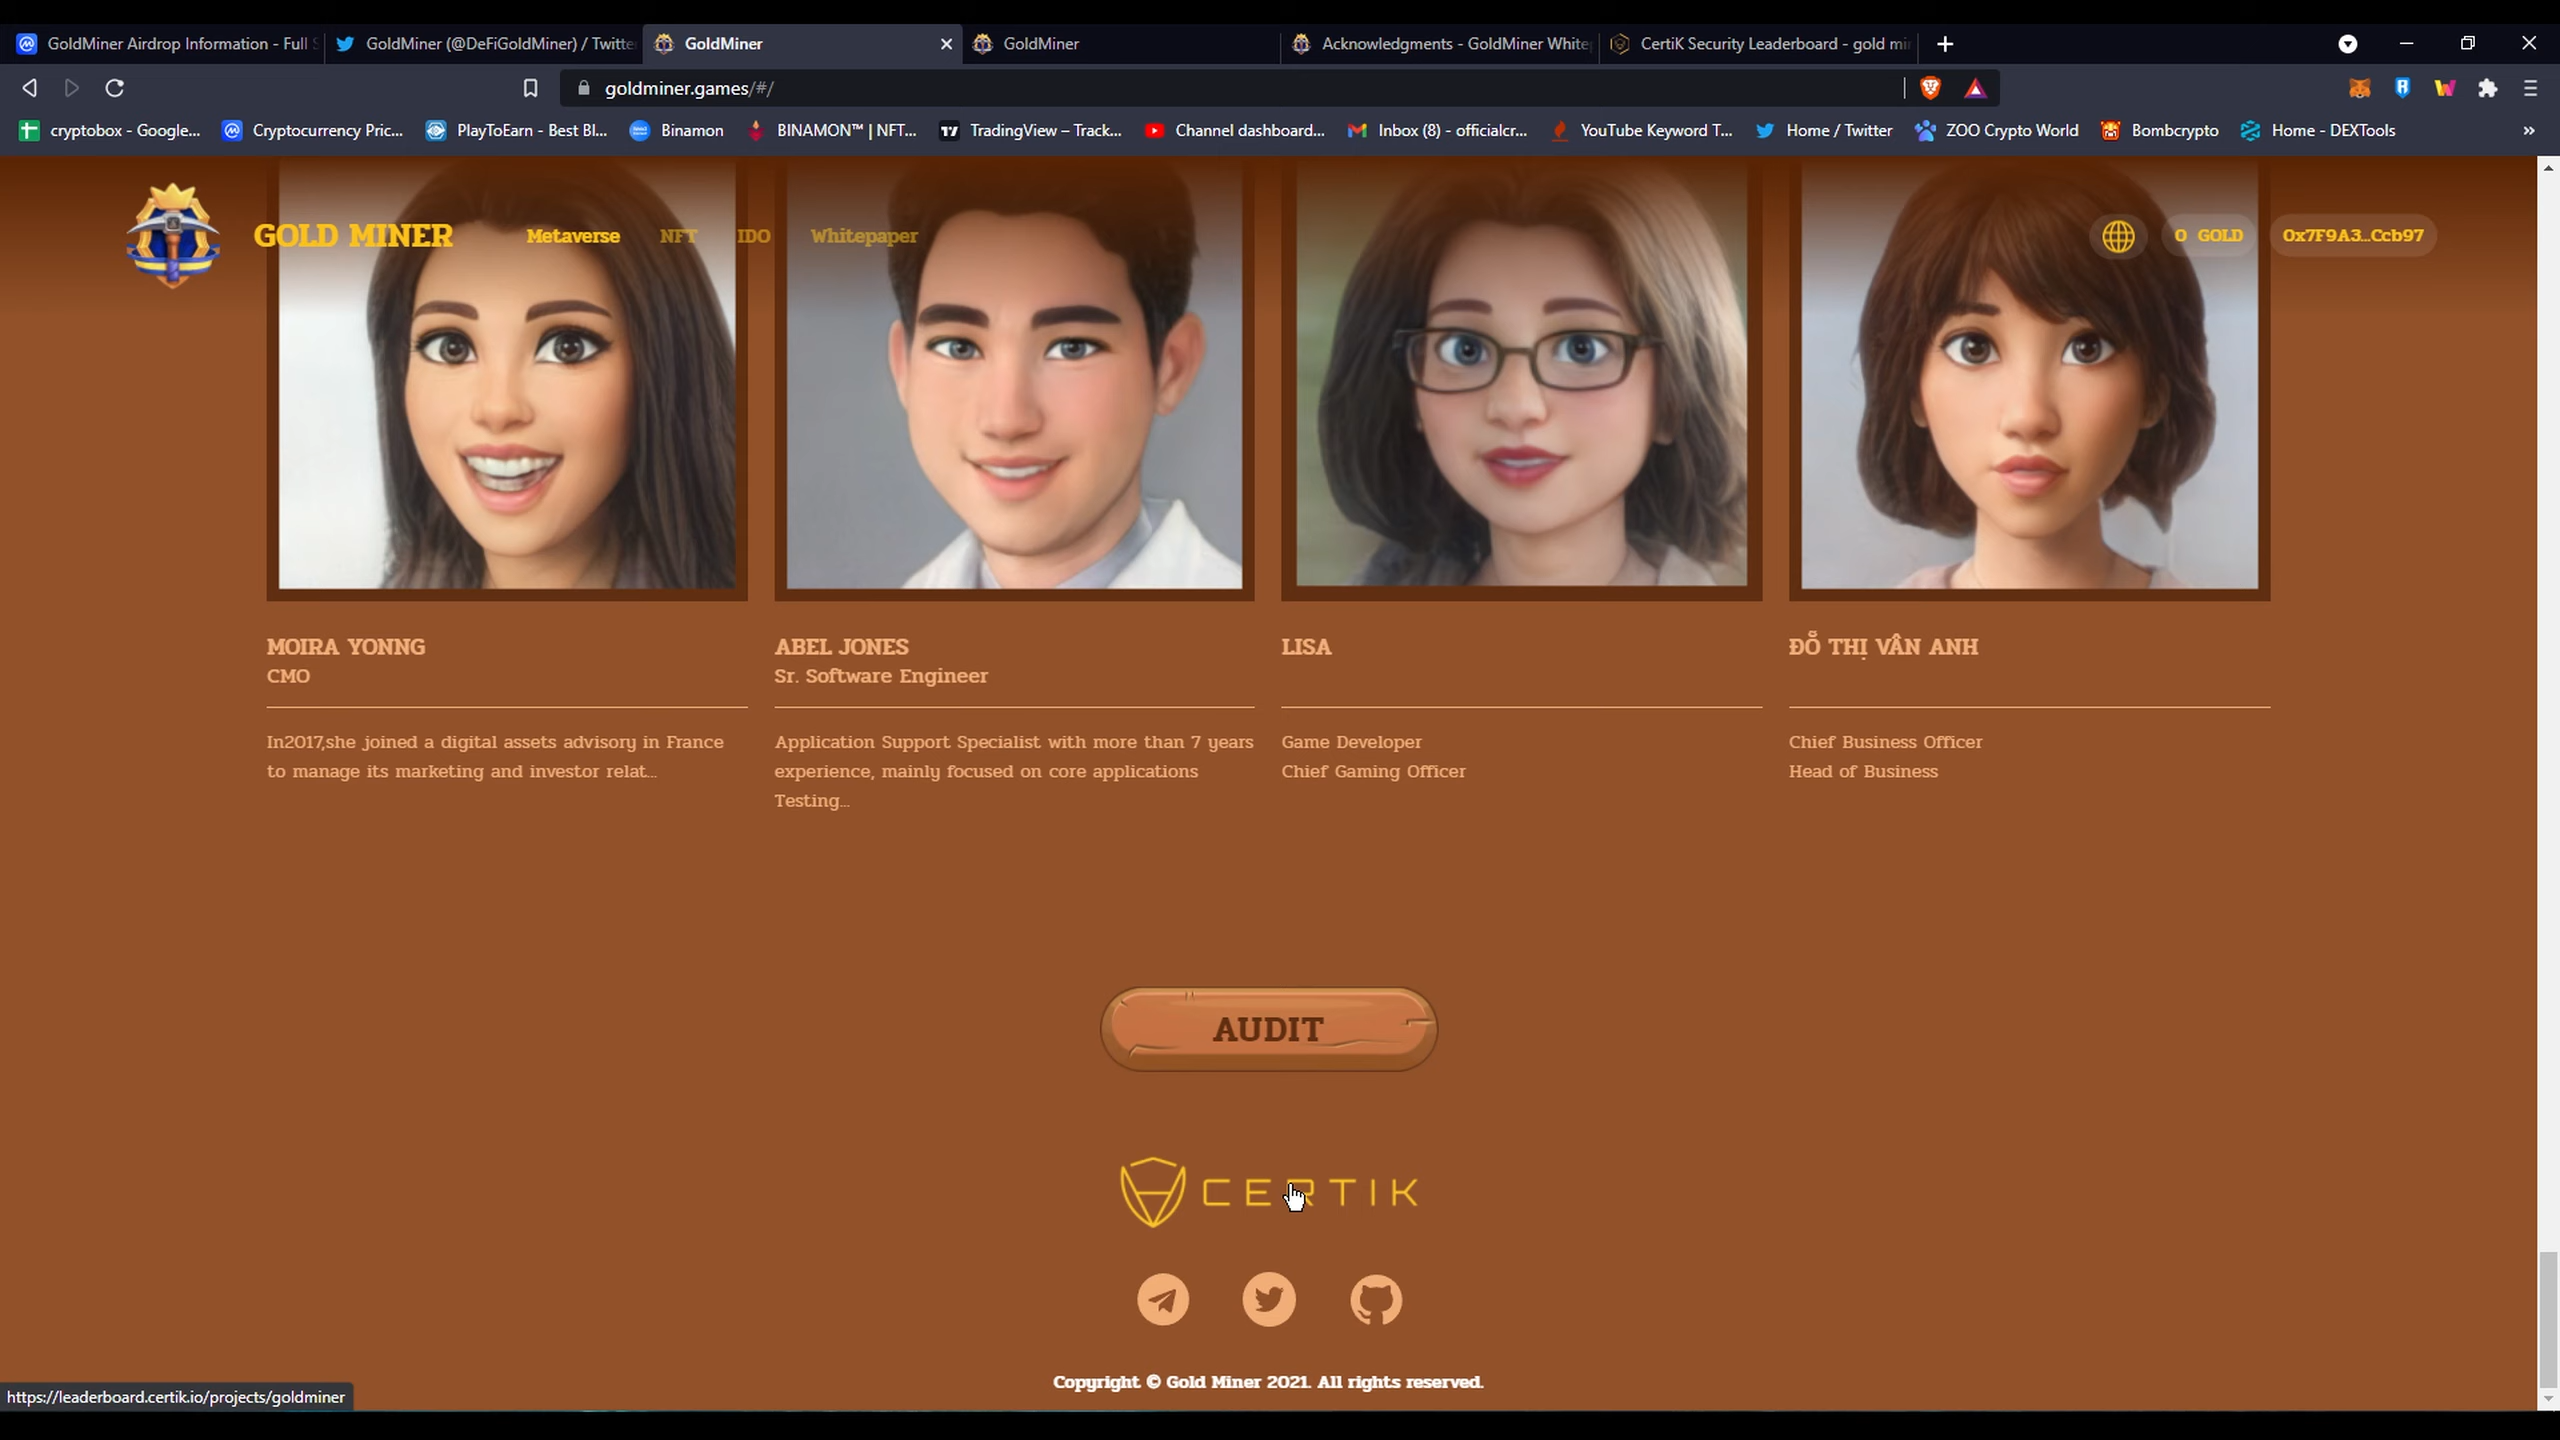 GoldMiner Airdrop Information - Full S
GoldMiner (@DeFiGoldMiner) / Twitte
GoldMiner
GoldMiner
Acknowledgments - GoldMiner White
CertiK Security Leaderboard - gold mi
goldminer.games/#/
cryptobox - Google...
Cryptocurrency Pric...
PlayToEarn - Best Bl...
Binamon
BINAMON™ | NFT...
TradingView – Track...
Channel dashboard...
Inbox (8) - officialcr...
YouTube Keyword T...
Home / Twitter
ZOO Crypto World
Bombcrypto
Home - DEXTools
»
GOLD MINER
Metaverse
NFT
IDO
Whitepaper
0 GOLD
0x7F9A3...Ccb97
MOIRA YONNG
CMO
In2017,she joined a digital assets advisory in France
to manage its marketing and investor relat...
ABEL JONES
Sr. Software Engineer
Application Support Specialist with more than 7 years
experience, mainly focused on core applications
Testing...
LISA
Game Developer
Chief Gaming Officer
ĐỖ THỊ VÂN ANH
Chief Business Officer
Head of Business
AUDIT
CERTIK
Copyright © Gold Miner 2021. All rights reserved.
https://leaderboard.certik.io/projects/goldminer